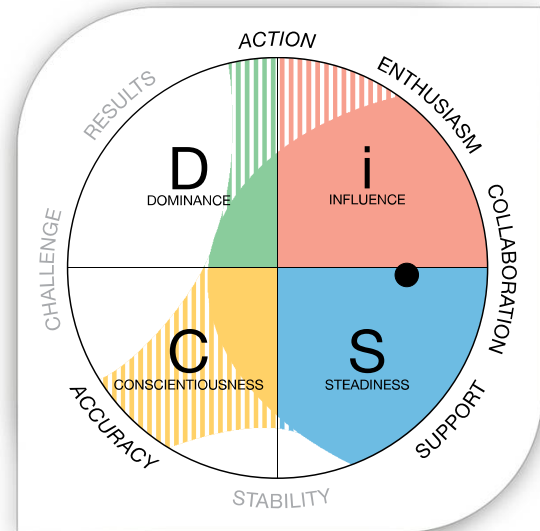 ACTION
ENTHUSIASM
RESULTS
D
DOMINANCE
i
INFLUENCE
COLLABORATION
CHALLENGE
C
CONSCIENTIOUSNESS
S
STEADINESS
SUPPORT
ACCURACY
STABILITY